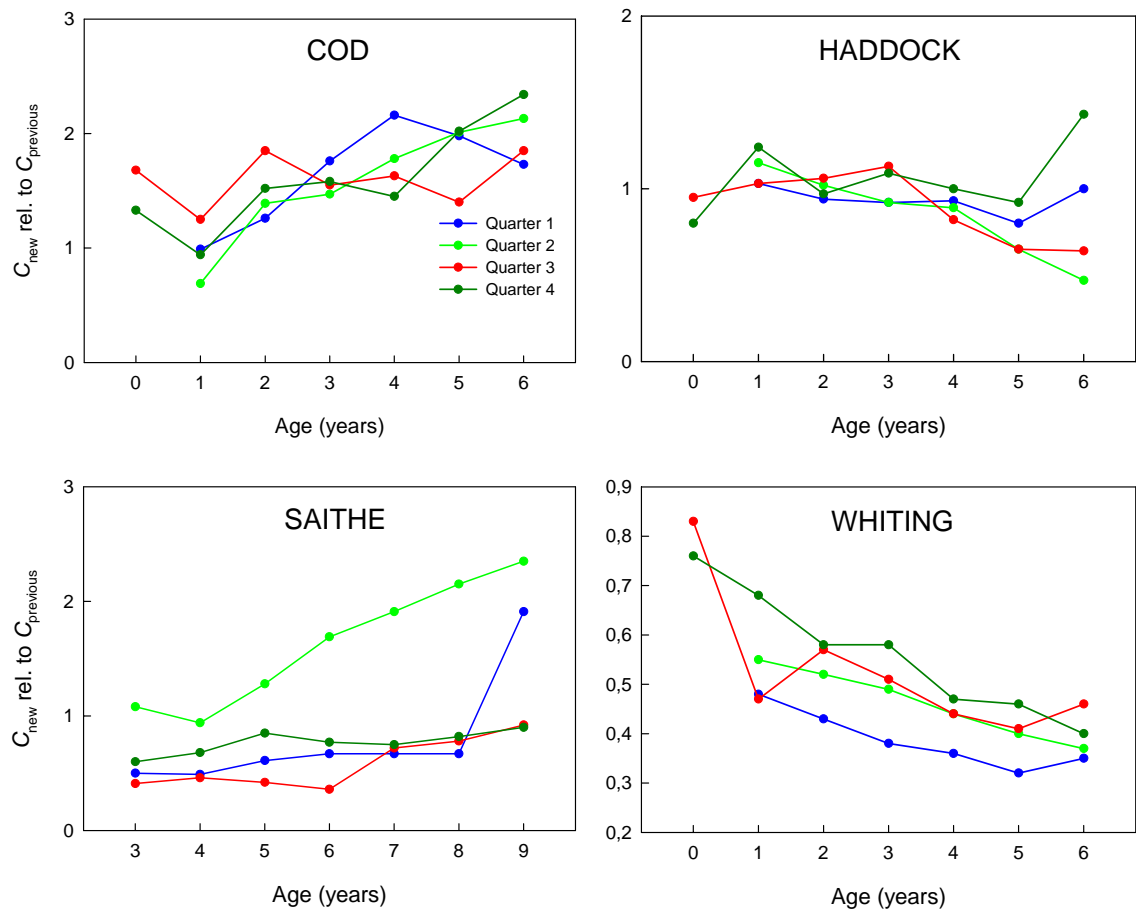 COD
3
2
1
0
C new rel. to C previous
Quarter 1
Quarter 2
Quarter 3
Quarter 4
0 1 2 3 4 5 6
Age (years)
HADDOCK
2
1
0
0 1 2 3 4 5 6
Age (years)
SAITHE
3
2
1
0
C new rel. to C previous
3 4 5 6 7 8 9
Age (years)
WHITING
0,9
0,8
0,7
0,6
0,5
0,4
0,3
0,2
0 1 2 3 4 5 6
Age (years)